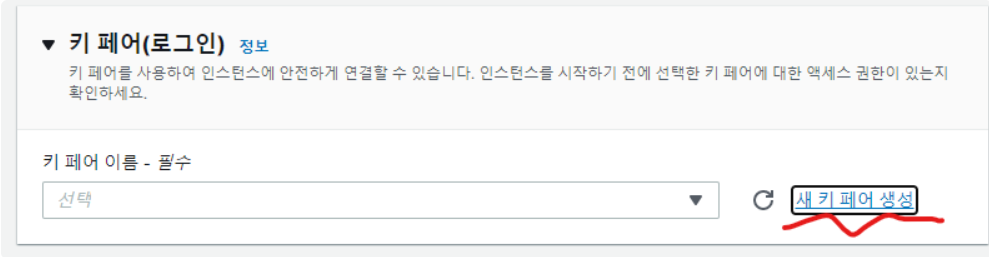 ▼ 키 페어(로그인) 정보
키 페어를 사용하여 인스턴스에 안전하게 연결할 수 있습니다. 인스턴스를 시작하기 전에 선택한 키 페어에 대한 액세스 권한이 있는지
확인하세요.
키 페어 이름 - 필수
선택 ▼ 새 키 페어 생성